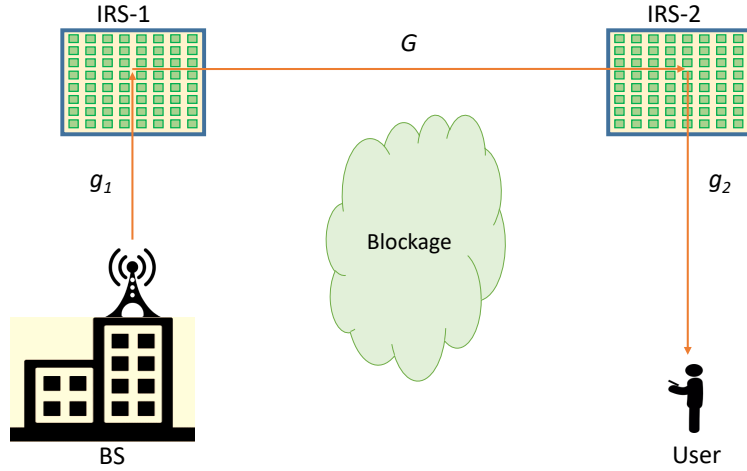 IRS-1
IRS-2
G
g1
g2
Blockage
BS
User